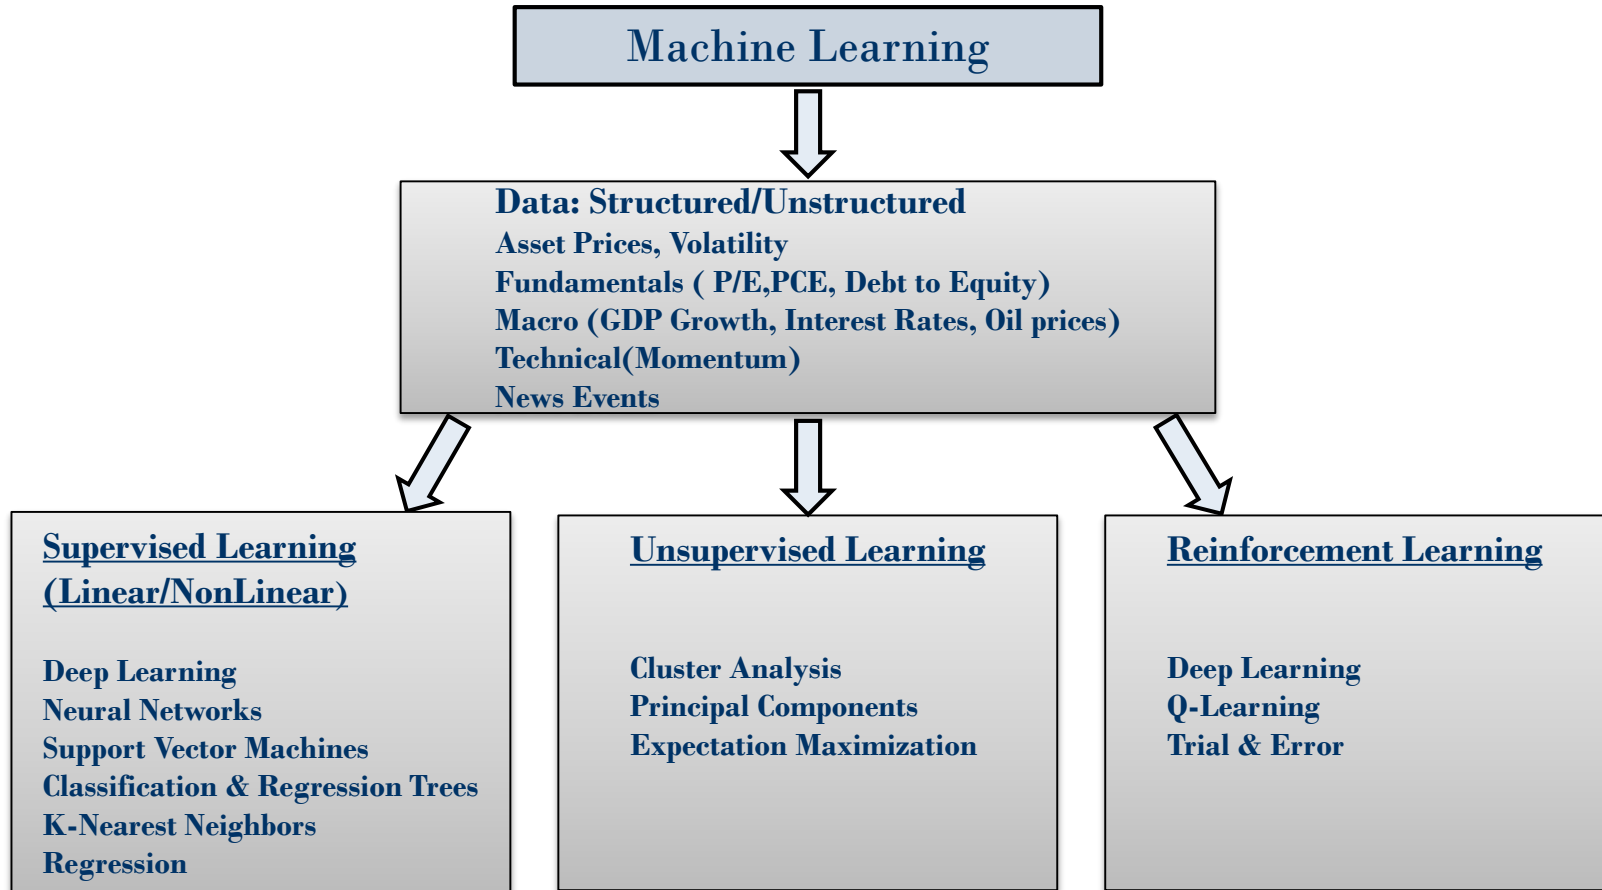 Machine Learning
Data: Structured/Unstructured
Asset Prices, Volatility
Fundamentals ( P/E,PCE, Debt to Equity)
Macro (GDP Growth, Interest Rates, Oil prices)
Technical(Momentum)
News Events
Supervised Learning
(Linear/NonLinear)
Deep Learning
Neural Networks
Support Vector Machines
Classification & Regression Trees
K-Nearest Neighbors
Regression
Unsupervised Learning
Cluster Analysis
Principal Components
Expectation Maximization
Reinforcement Learning
Deep Learning
Q-Learning
Trial & Error